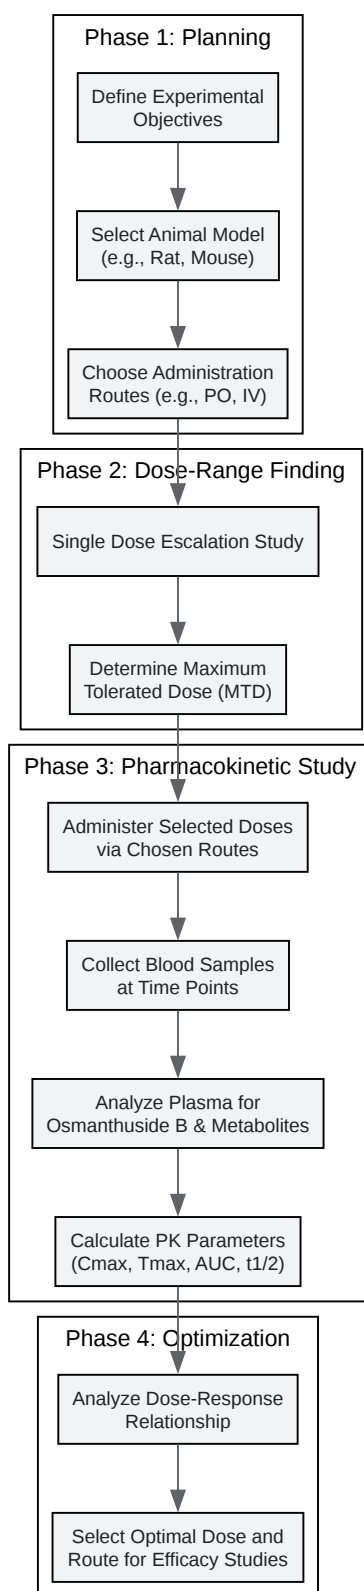 Phase 1: Planning
Define Experimental
Objectives
Select Animal Model
(e.g., Rat, Mouse)
Choose Administration
Routes (e.g., PO, IV)
Phase 2: Dose-Range Finding
Single Dose Escalation Study
Determine Maximum
Tolerated Dose (MTD)
Phase 3: Pharmacokinetic Study
Administer Selected Doses
via Chosen Routes
Collect Blood Samples
at Time Points
Analyze Plasma for
Osmanthuside B & Metabolites
Calculate PK Parameters
(Cmax, Tmax, AUC, t1/2)
Phase 4: Optimization
Analyze Dose-Response
Relationship
Select Optimal Dose and
Route for Efficacy Studies